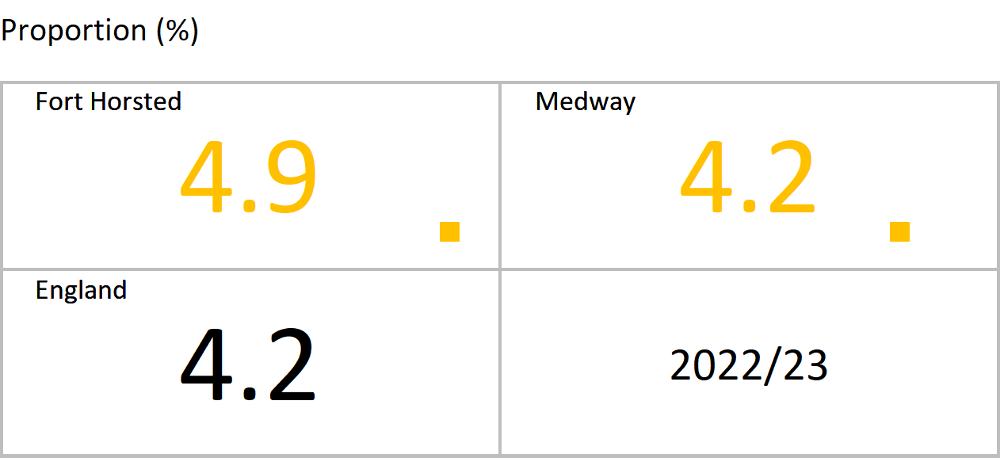 Proportion (%)
Fort Horsted
4.9
Medway
4.2
England
4.2
2022/23